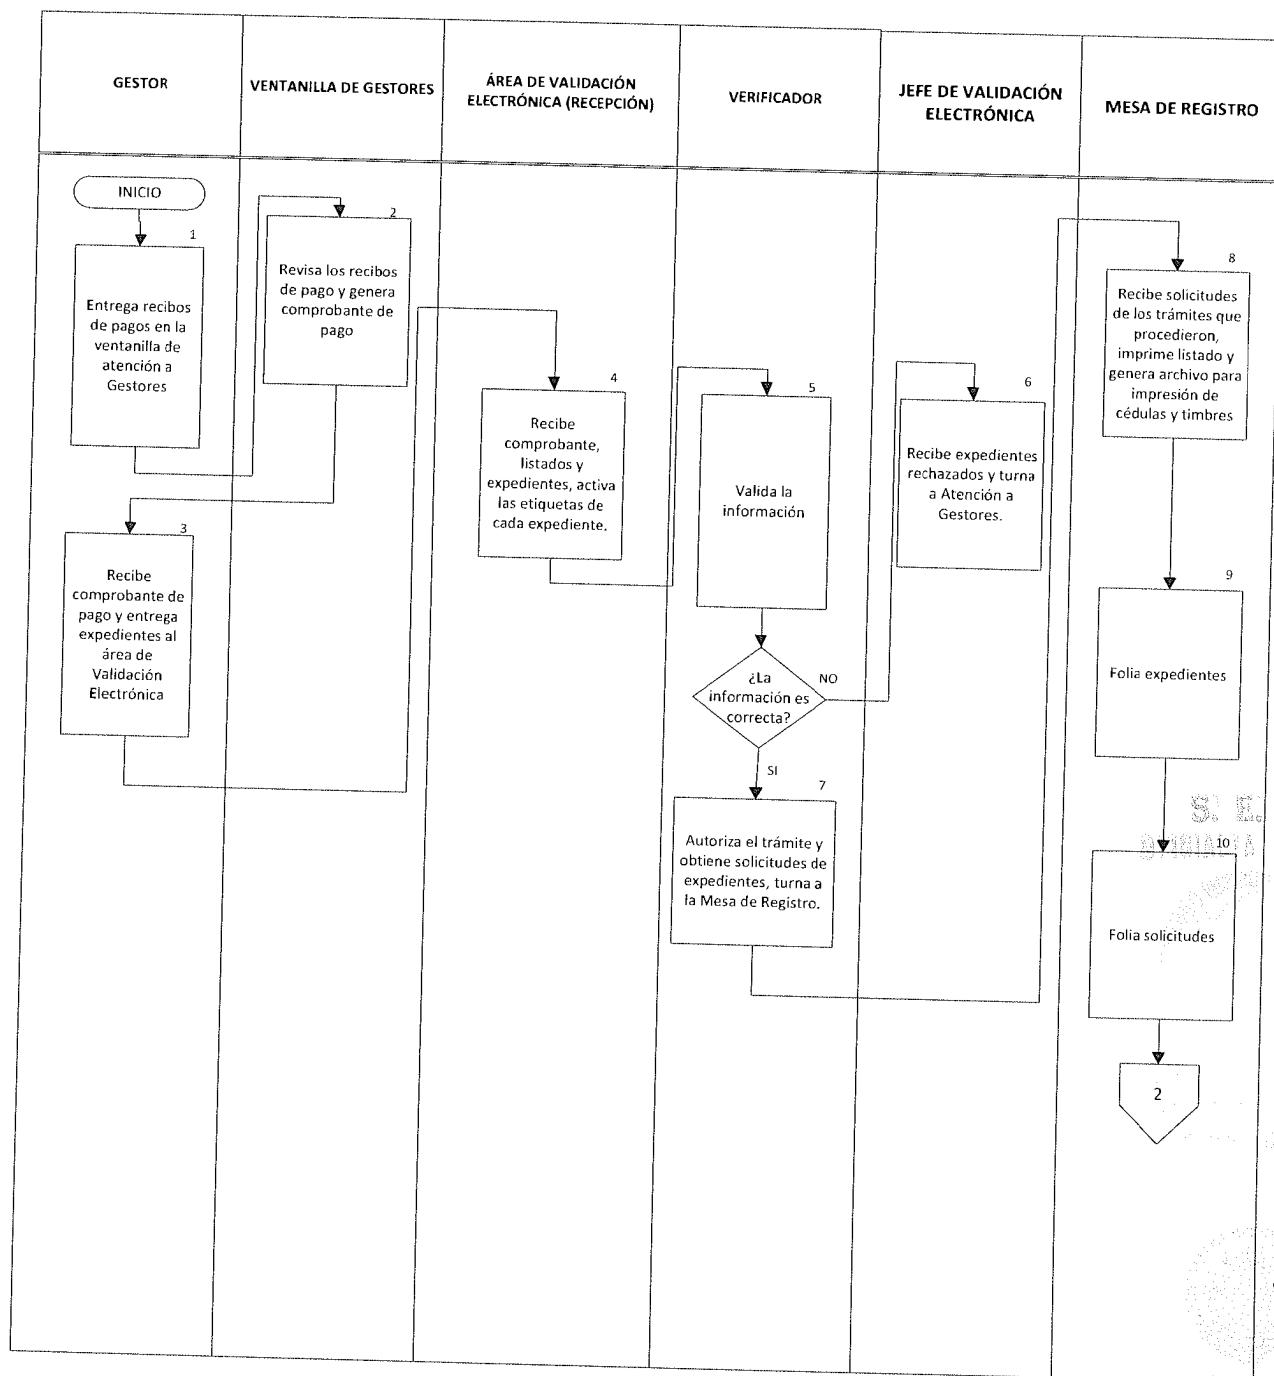 GESTOR
VENTANILLA DE GESTORES
ÁREA DE VALIDACIÓN
ELECTRÓNICA (RECEPCIÓN)
VERIFICADOR
JEFE DE VALIDACIÓN
ELECTRÓNICA
MESA DE REGISTRO
INICIO
1
Entrega recibos
de pagos en la
ventanilla de
atención a
Gestores
2
Revisa los recibos
de pago y genera
comprobante de
pago
3
Recibe
comprobante de
pago y entrega
expedientes al
área de
Validación
Electrónica
4
Recibe
comprobante,
listados y
expedientes, activa
las etiquetas de
cada expediente.
5
Valida la
información
¿La
información es
correcta?
NO
SI
6
Recibe expedientes
rechazados y turna
a Atención a
Gestores.
7
Autoriza el trámite y
obtiene solicitudes de
expedientes, turna a
la Mesa de Registro.
8
Recibe solicitudes
de los trámites que
procedieron,
imprime listado y
genera archivo para
impresión de
cédulas y timbres
9
Folia expedientes
10
Folia solicitudes
2
S. E.